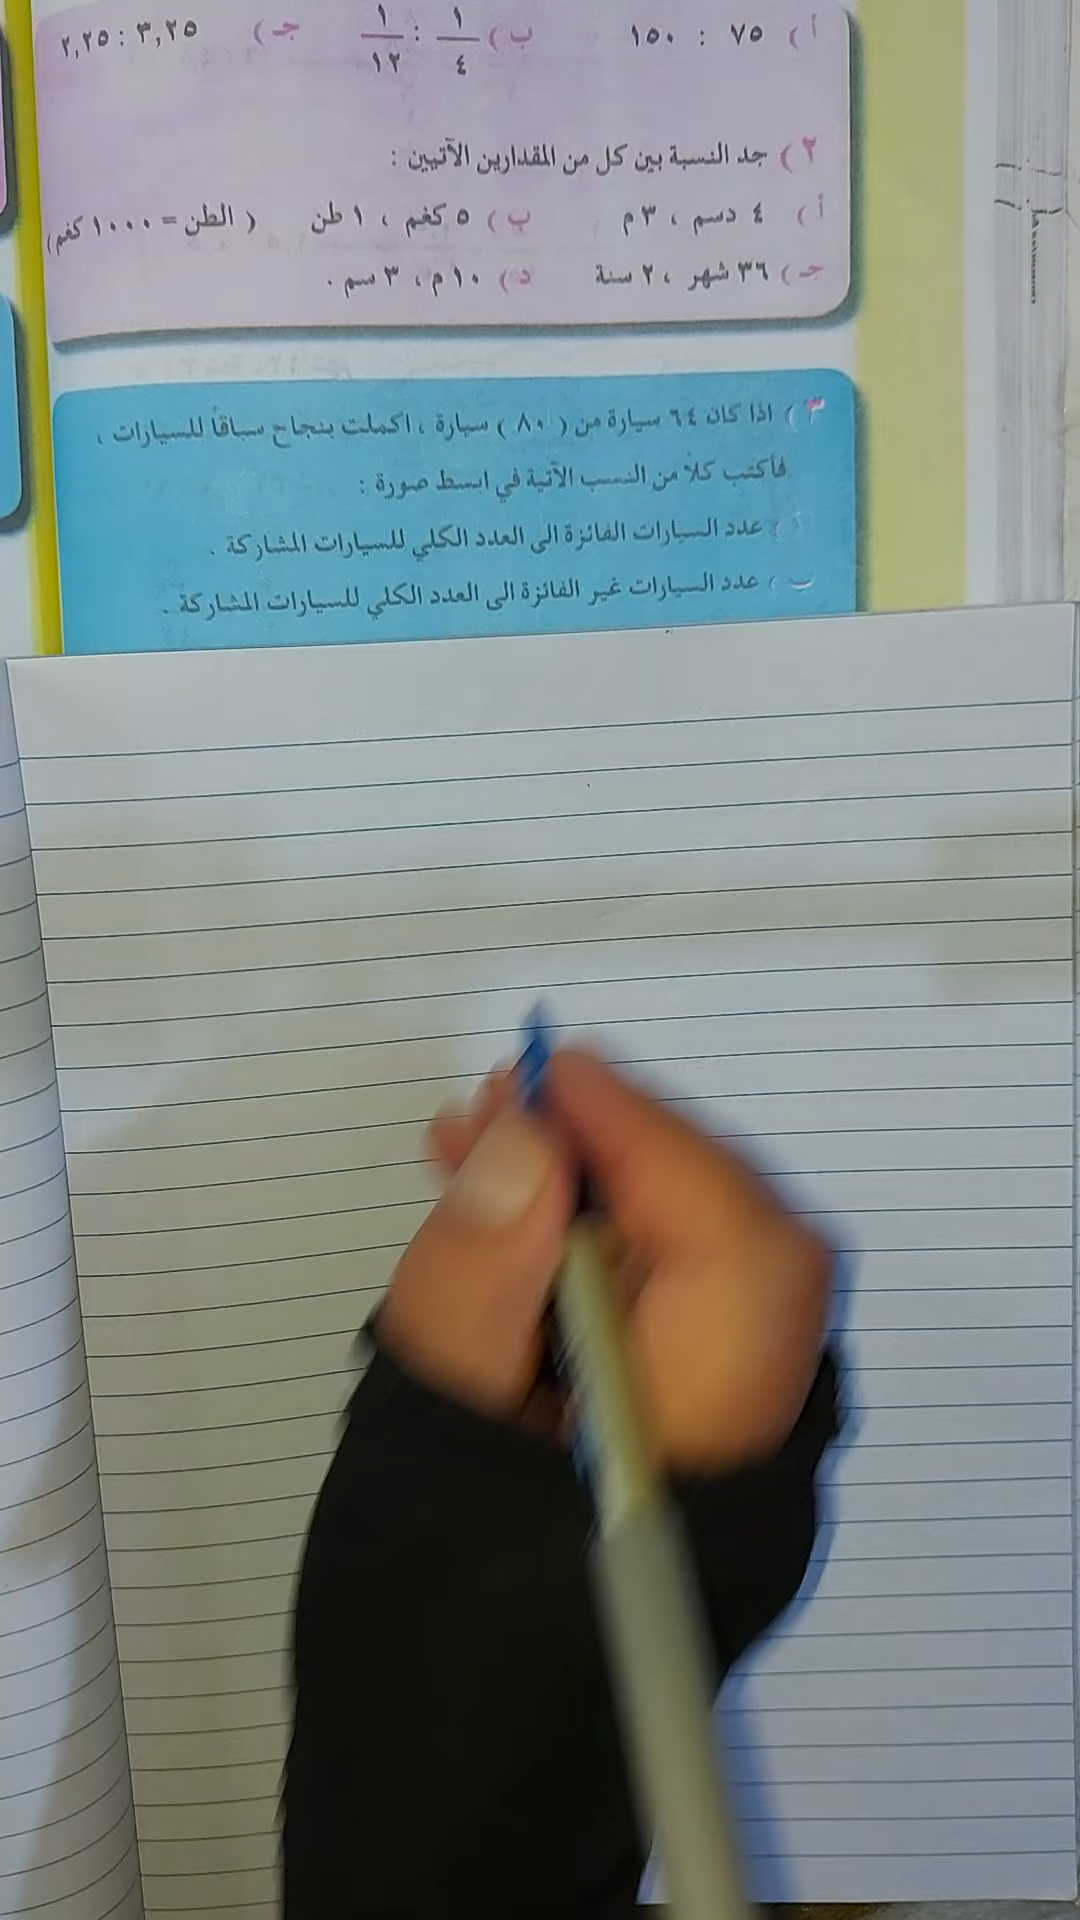 أ ) ٧٥ : ١٥٠ ب ) ١/٤ : ١/١٢ جـ ) ٣,٢٥ : ٢,٢٥
٢ ) جد النسبة بين كل من المقدارين الآتيين :
أ ) ٤ دسم ، ٣ م ب ) ٥ كغم ، ١ طن ( الطن = ١٠٠٠ كغم)
جـ ) ٣٦ شهر ، ٢ سنة د ) ١٠ م ، ٣ سم .
٣ ) اذا كان ٦٤ سيارة من ( ٨٠ ) سيارة ، اكملت بنجاح سباقاً للسيارات ،
فأكتب كلاً من النسب الآتية في ابسط صورة :
أ ) عدد السيارات الفائزة الى العدد الكلي للسيارات المشاركة .
ب ) عدد السيارات غير الفائزة الى العدد الكلي للسيارات المشاركة .